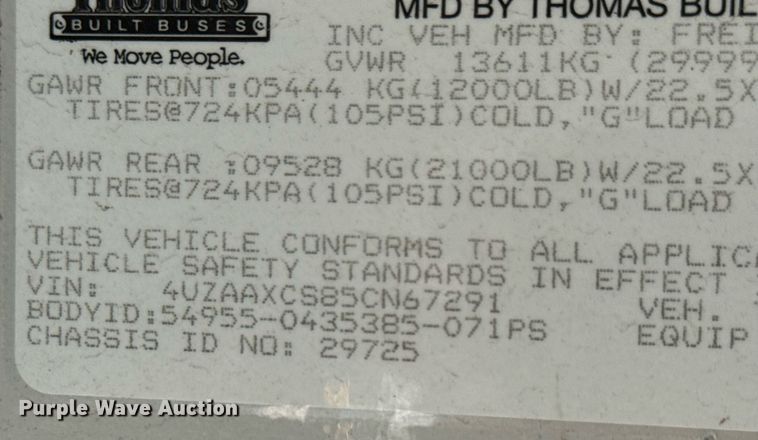 Thomas
BUILT BUSES
We Move People.
MFD BY THOMAS BUIL
INC VEH MFD BY: FREI
GVWR 13611KG (29999
GAWR FRONT:05444 KG(12000LB)W/22.5X
TIRES@724KPA(105PSI)COLD,"G"LOAD
GAWR REAR :09528 KG(21000LB)W/22.5X
TIRES@724KPA(105PSI)COLD,"G"LOAD
THIS VEHICLE CONFORMS TO ALL APPLICA
VEHICLE SAFETY STANDARDS IN EFFECT
VIN: 4UZAAXCS85CN67291 VEH.
BODYID:54955-0435385-071PS EQUIP
CHASSIS ID NO: 29725
Purple Wave Auction